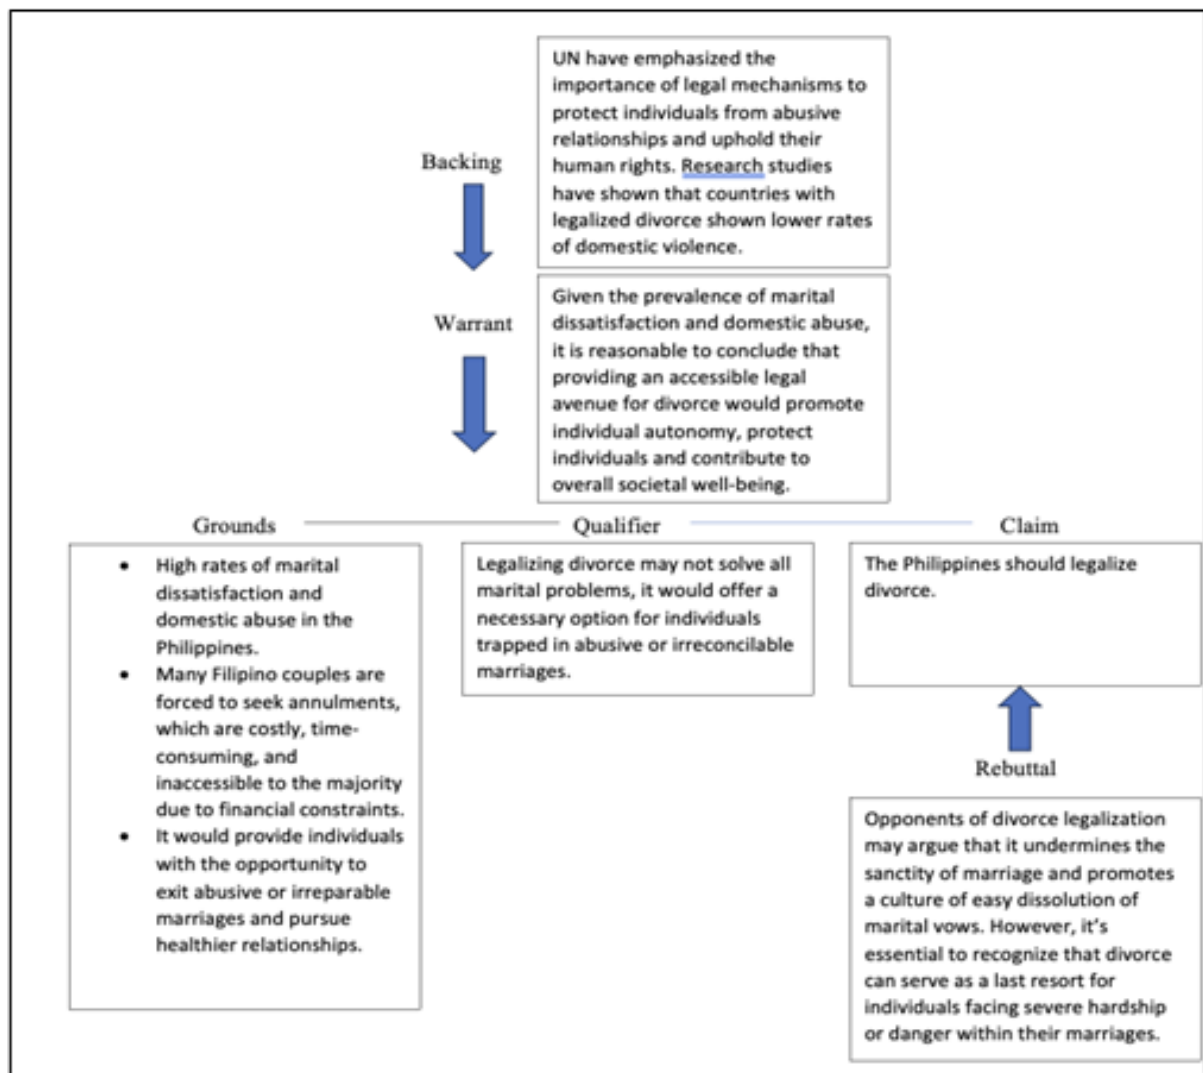 UN have emphasized the
importance of legal mechanisms to
protect individuals from abusive
relationships and uphold their
human rights. Research studies
have shown that countries with
legalized divorce shown lower rates
of domestic violence.
Backing
Given the prevalence of marital
dissatisfaction and domestic abuse,
it is reasonable to conclude that
providing an accessible legal
avenue for divorce would promote
individual autonomy, protect
individuals and contribute to
overall societal well-being.
Warrant
Grounds
Qualifier
Claim
• High rates of marital
dissatisfaction and
domestic abuse in the
Philippines.
• Many Filipino couples are
forced to seek annulments,
which are costly, time-
consuming, and
inaccessible to the majority
due to financial constraints.
• It would provide individuals
with the opportunity to
exit abusive or irreparable
marriages and pursue
healthier relationships.
Legalizing divorce may not solve all
marital problems, it would offer a
necessary option for individuals
trapped in abusive or irreconcilable
marriages.
The Philippines should legalize
divorce.
Rebuttal
Opponents of divorce legalization
may argue that it undermines the
sanctity of marriage and promotes
a culture of easy dissolution of
marital vows. However, it's
essential to recognize that divorce
can serve as a last resort for
individuals facing severe hardship
or danger within their marriages.